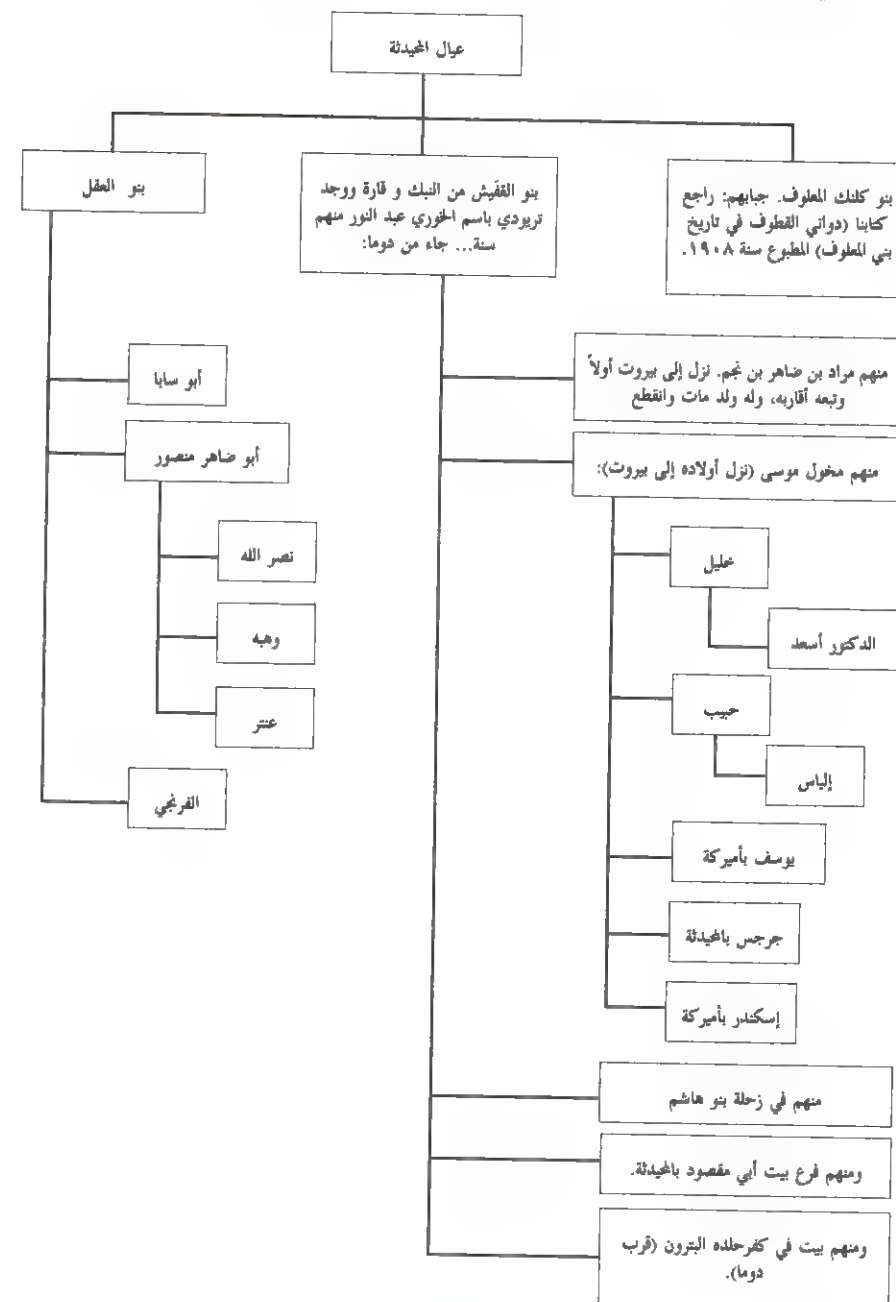 عيال المحيدثة
بنو كلنك المعلوف. جبابهم: راجع
كتابنا (دواني القطوف في تاريخ
بني المعلوف) المطبوع سنة ١٩٠٨.
بنو القفَيش من النبك و قارة ووجد
تريودي باسم الخوري عبد النور منهم
سنة... جاء من دوما:
منهم مراد بن ضاهر بن نجم. نزل إلى بيروت أولاً
وتبعه أقاربه، وله ولد مات وانقطع
منهم مخول موسى (نزل أولاده إلى بيروت):
خليل
الدكتور أسعد
حبيب
إلياس
يوسف بأميركة
جرجس بالمحيدثة
إسكندر بأميركة
منهم في زحلة بنو هاشم
ومنهم فرع بيت أبي مقصود بالمحيدثة.
ومنهم بيت في كفرحلده البترون (قرب
دوما).
بنو العقل
أبو سابا
أبو ضاهر منصور
نصر الله
وهبه
عنتر
الفرنجي